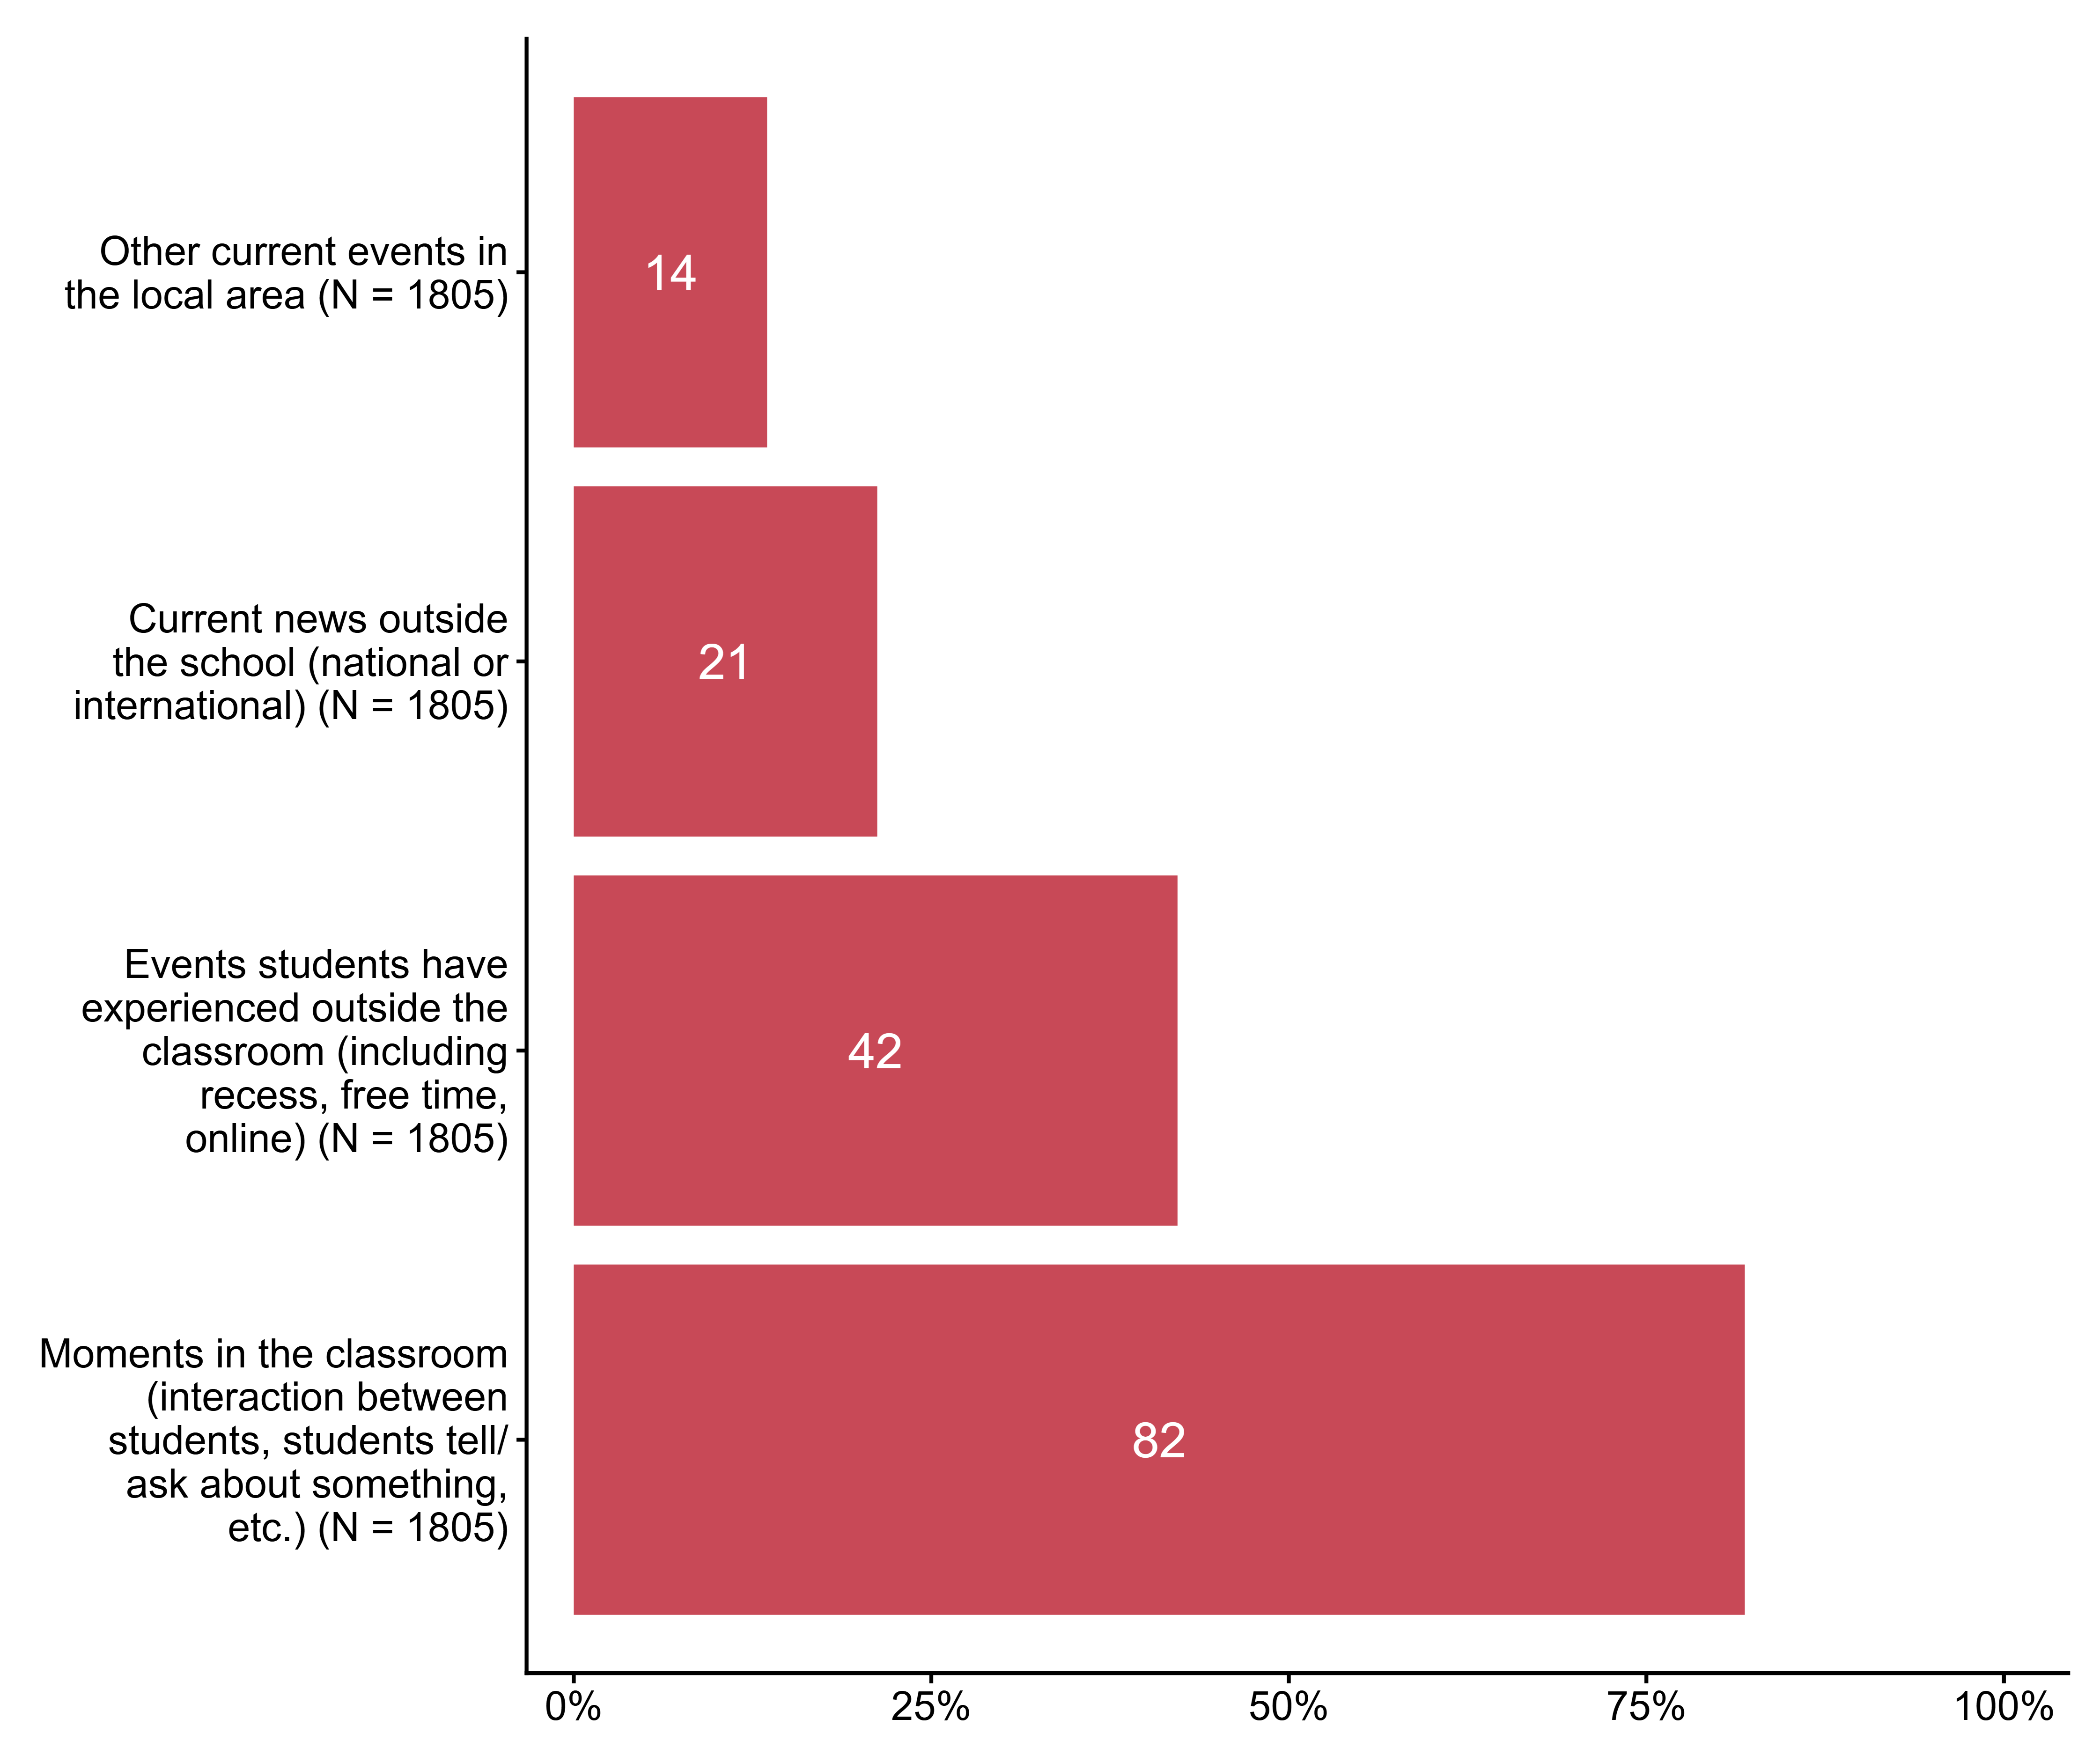 Other current events in
the local area (N = 1805)
14
Current news outside
the school (national or
international) (N = 1805)
21
Events students have
experienced outside the
classroom (including
recess, free time,
online) (N = 1805)
42
Moments in the classroom
(interaction between
students, students tell/
ask about something,
etc.) (N = 1805)
82
0% 25% 50% 75% 100%